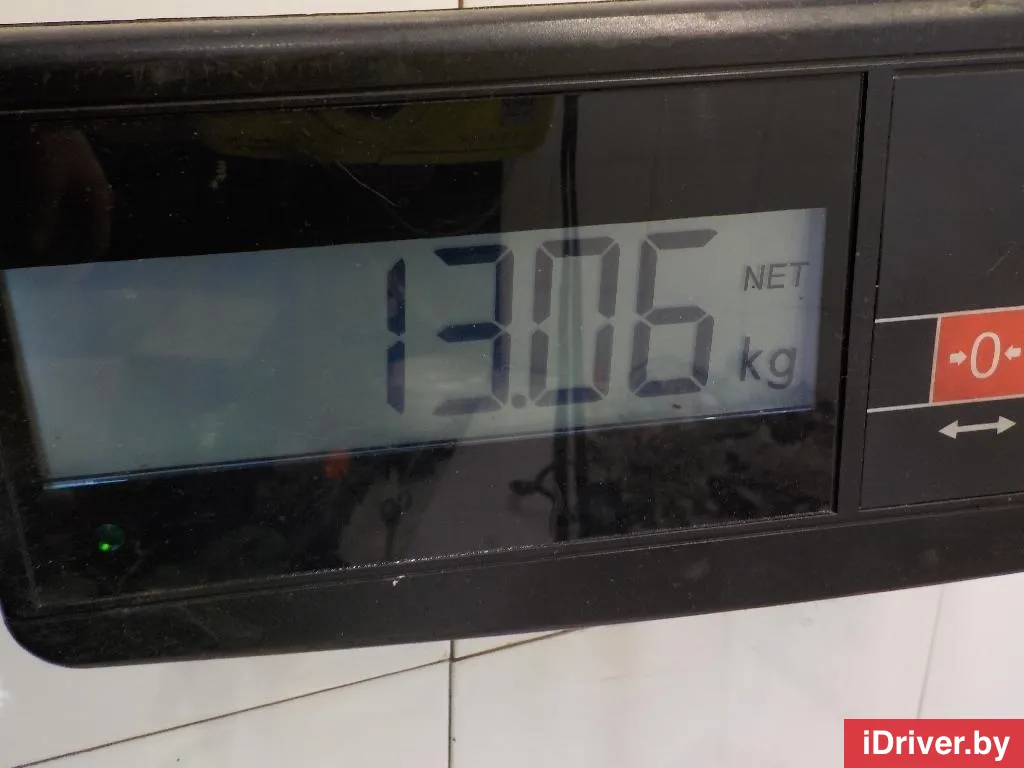 13.06 NET
kg
→0←
iDriver.by